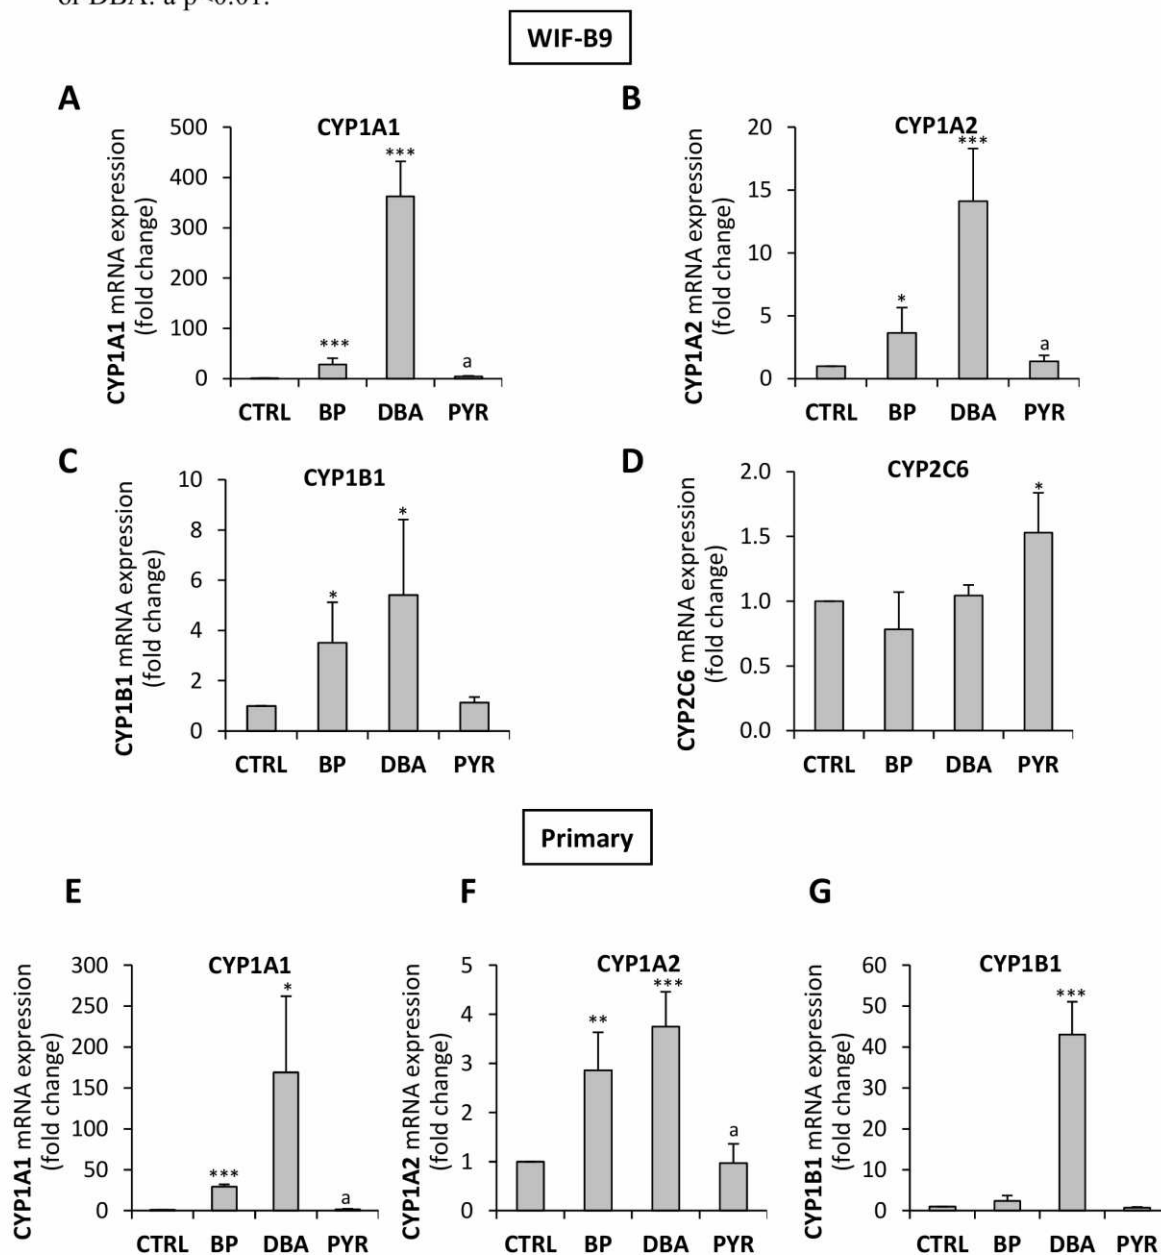 or DBA: a p<0.01.
WIF-B9
A
CYP1A1
CYP1A1 mRNA expression
(fold change)
500
400
300
200
100
0
***
***
a
CTRL BP DBA PYR
B
CYP1A2
CYP1A2 mRNA expression
(fold change)
20
15
10
5
0
*
***
a
CTRL BP DBA PYR
C
CYP1B1
CYP1B1 mRNA expression
(fold change)
10
8
6
4
2
0
*
*
CTRL BP DBA PYR
D
CYP2C6
CYP2C6 mRNA expression
(fold change)
2.0
1.5
1.0
0.5
0.0
*
CTRL BP DBA PYR
Primary
E
CYP1A1
CYP1A1 mRNA expression
(fold change)
300
250
200
150
100
50
0
***
*
a
CTRL BP DBA PYR
F
CYP1A2
CYP1A2 mRNA expression
(fold change)
5
4
3
2
1
0
**
***
a
CTRL BP DBA PYR
G
CYP1B1
CYP1B1 mRNA expression
(fold change)
60
50
40
30
20
10
0
***
CTRL BP DBA PYR